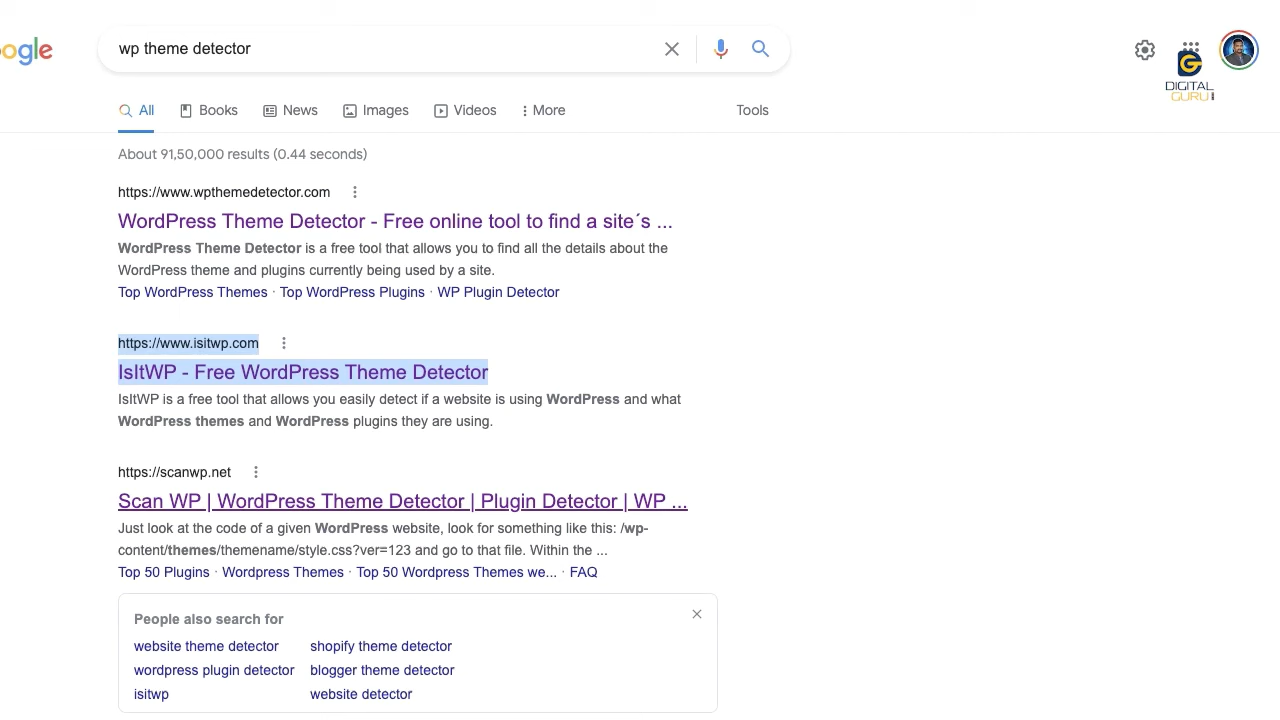 ogle
wp theme detector
DIGITAL
GURU
All Books News Images Videos More Tools
About 91,50,000 results (0.44 seconds)
https://www.wpthemedetector.com
WordPress Theme Detector - Free online tool to find a site´s ...
WordPress Theme Detector is a free tool that allows you to find all the details about the
WordPress theme and plugins currently being used by a site.
Top WordPress Themes · Top WordPress Plugins · WP Plugin Detector
https://www.isitwp.com
IsItWP - Free WordPress Theme Detector
IsItWP is a free tool that allows you easily detect if a website is using WordPress and what
WordPress themes and WordPress plugins they are using.
https://scanwp.net
Scan WP | WordPress Theme Detector | Plugin Detector | WP ...
Just look at the code of a given WordPress website, look for something like this: /wp-
content/themes/themename/style.css?ver=123 and go to that file. Within the ...
Top 50 Plugins · Wordpress Themes · Top 50 Wordpress Themes we... · FAQ
People also search for
website theme detector shopify theme detector
wordpress plugin detector blogger theme detector
isitwp website detector